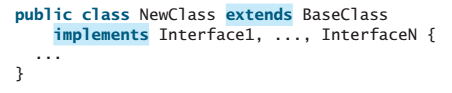 public class NewClass extends BaseClass
    implements Interface1, ..., InterfaceN {
  ...
}